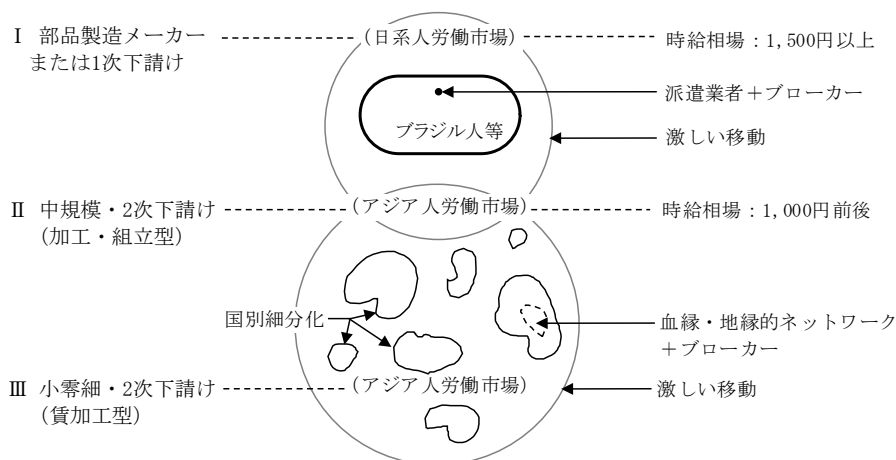 Ⅰ 部品製造メーカー
または1次下請け
(日系人労働市場)
時給相場：1,500円以上
派遣業者＋ブローカー
ブラジル人等
激しい移動
Ⅱ 中規模・2次下請け
(加工・組立型)
(アジア人労働市場)
時給相場：1,000円前後
国別細分化
血縁・地縁的ネットワーク
＋ブローカー
Ⅲ 小零細・2次下請け
(賃加工型)
(アジア人労働市場)
激しい移動